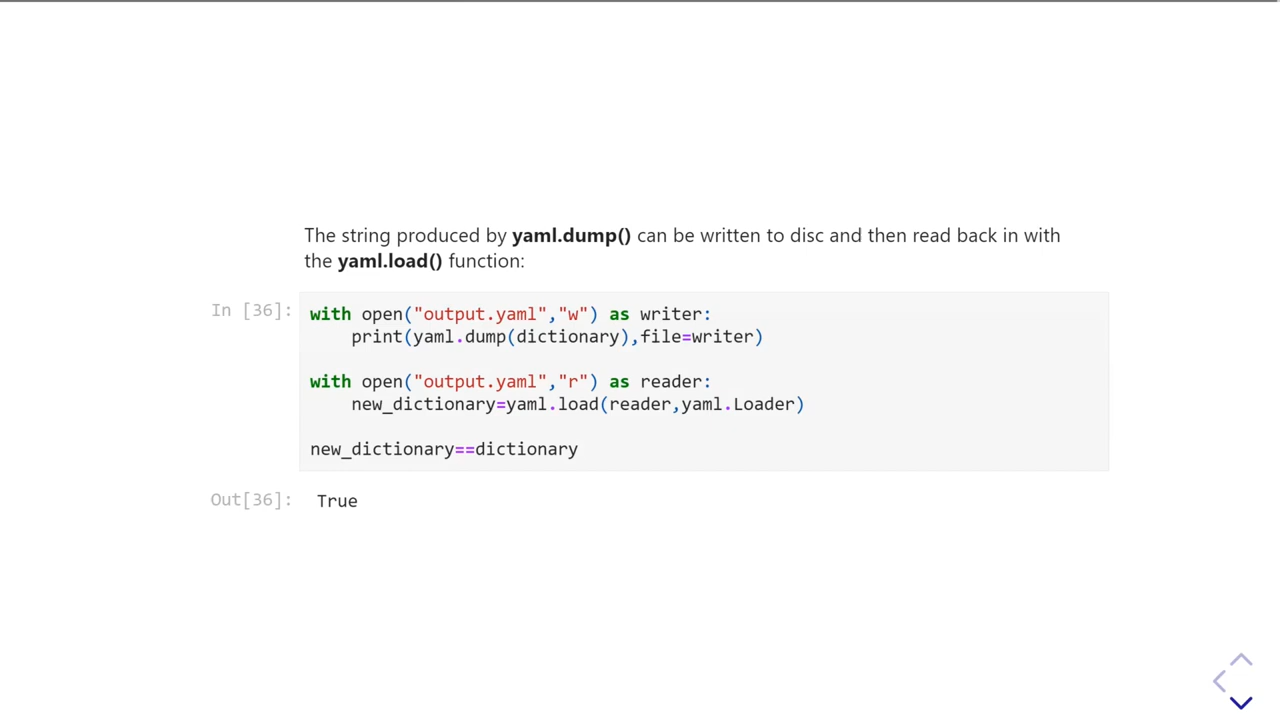 The string produced by yaml.dump() can be written to disc and then read back in with
the yaml.load() function:
In [36]:
with open("output.yaml","w") as writer:
    print(yaml.dump(dictionary),file=writer)
with open("output.yaml","r") as reader:
    new_dictionary=yaml.load(reader,yaml.Loader)
new_dictionary==dictionary
Out[36]: True